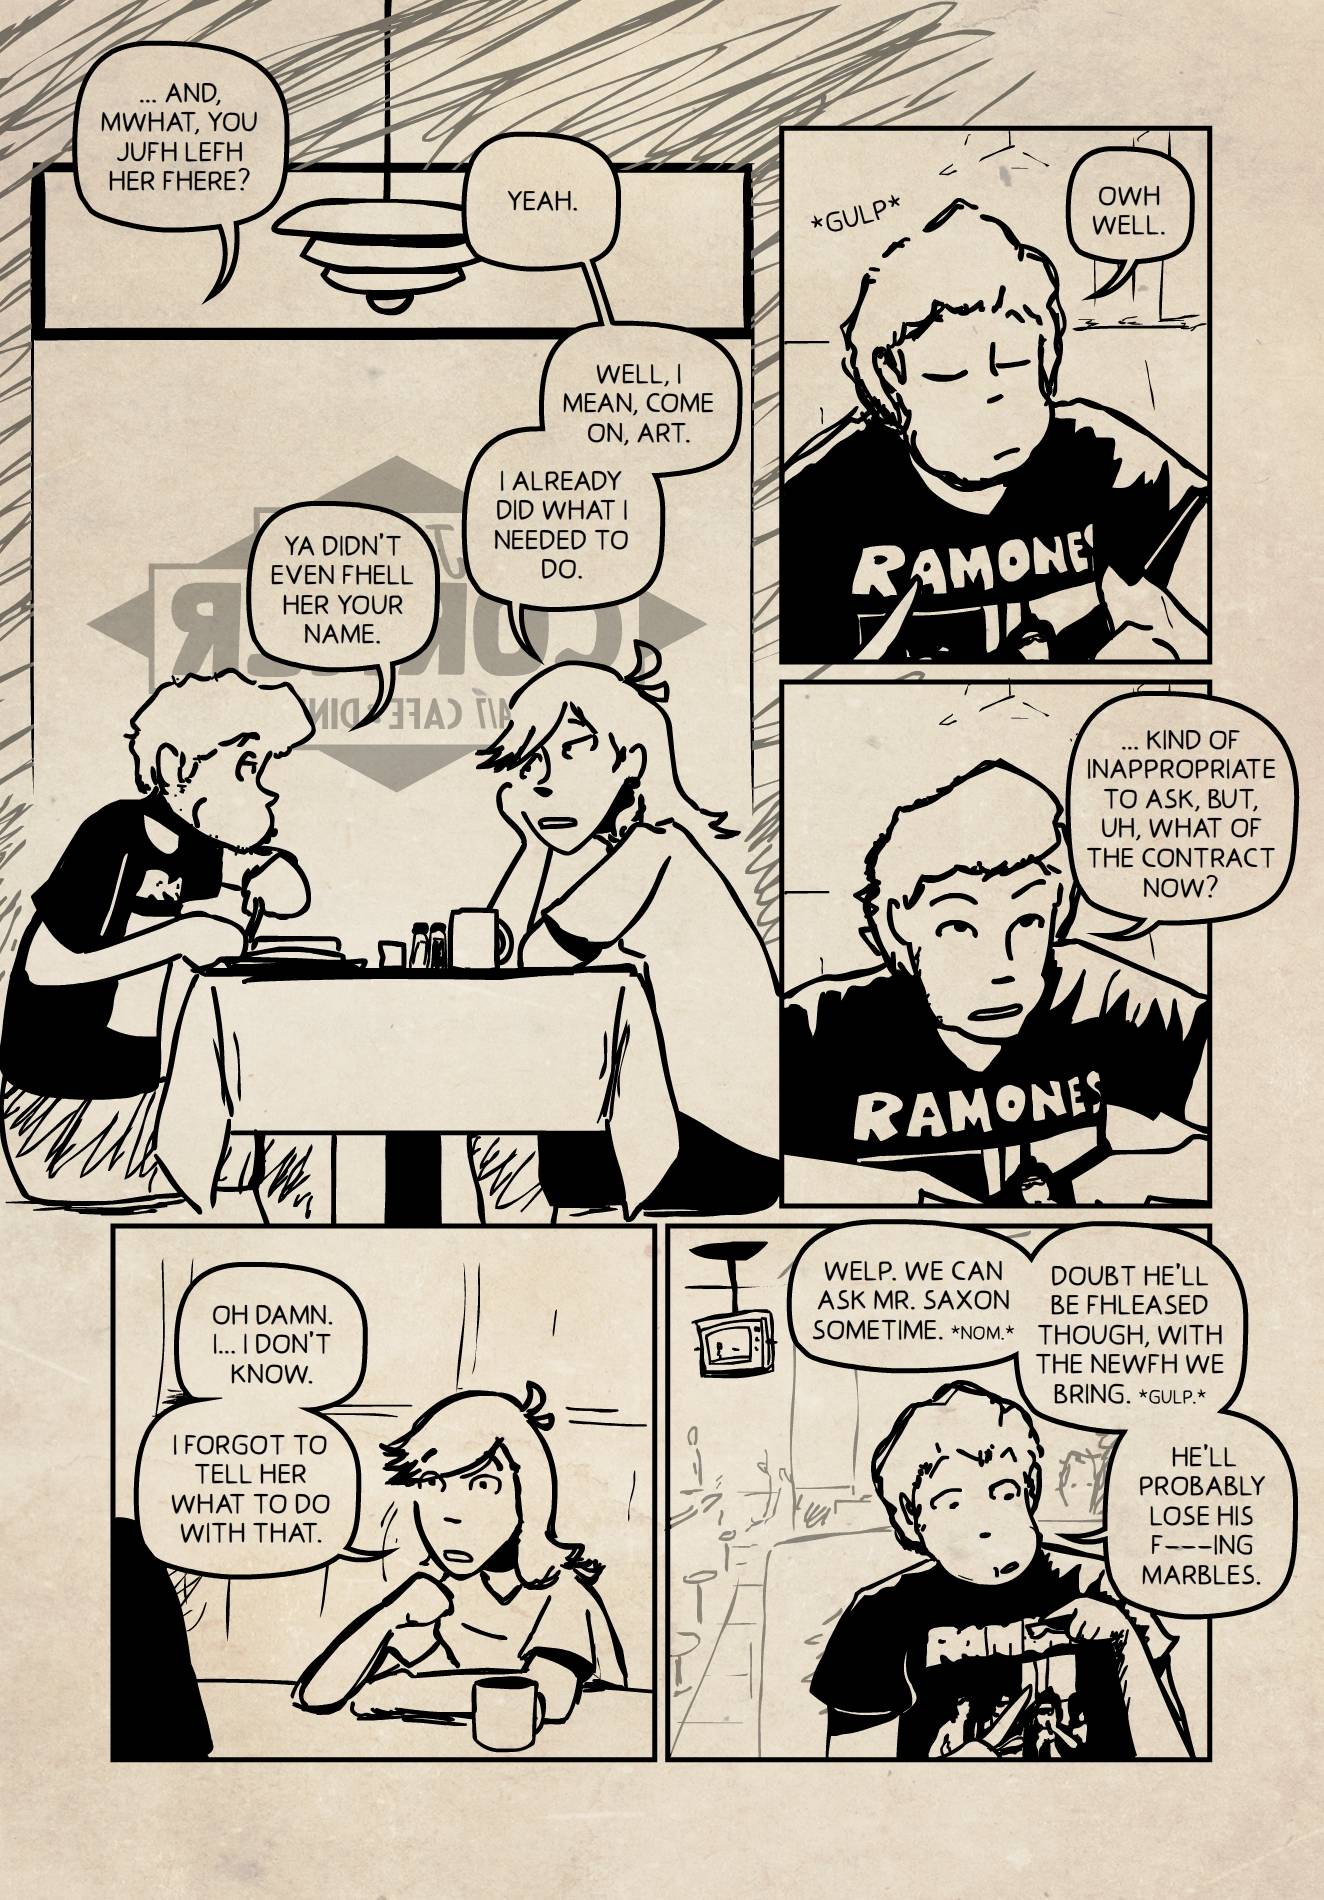 ... AND,
MWHAT, YOU
JUFH LEFH
HER FHERE?
YEAH.
WELL, I
MEAN, COME
ON, ART.
I ALREADY
DID WHAT I
NEEDED TO
DO.
YA DIDN'T
EVEN FHELL
HER YOUR
NAME.
*GULP*
OWH
WELL.
RAMONES
... KIND OF
INAPPROPRIATE
TO ASK, BUT,
UH, WHAT OF
THE CONTRACT
NOW?
RAMONES
OH DAMN.
I... I DON'T
KNOW.
I FORGOT TO
TELL HER
WHAT TO DO
WITH THAT.
WELP. WE CAN
ASK MR. SAXON
SOMETIME. *NOM.*
DOUBT HE'LL
BE FHLEASED
THOUGH, WITH
THE NEWFH WE
BRING. *GULP.*
HE'LL
PROBABLY
LOSE HIS
F---ING
MARBLES.
RAM